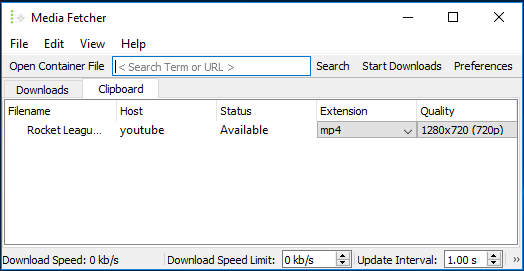 Media Fetcher
File Edit View Help
Open Container File < Search Term or URL > Search Start Downloads Preferences
Downloads Clipboard
Filename Host Status Extension Quality
Rocket Leagu... youtube Available mp4 1280x720 (720p)
Download Speed: 0 kb/s Download Speed Limit: 0 kb/s Update Interval: 1.00 s »